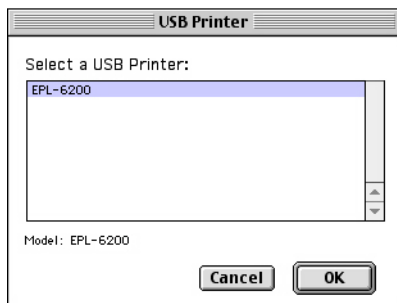 USB Printer
Select a USB Printer:
EPL-6200
Model: EPL-6200
Cancel OK